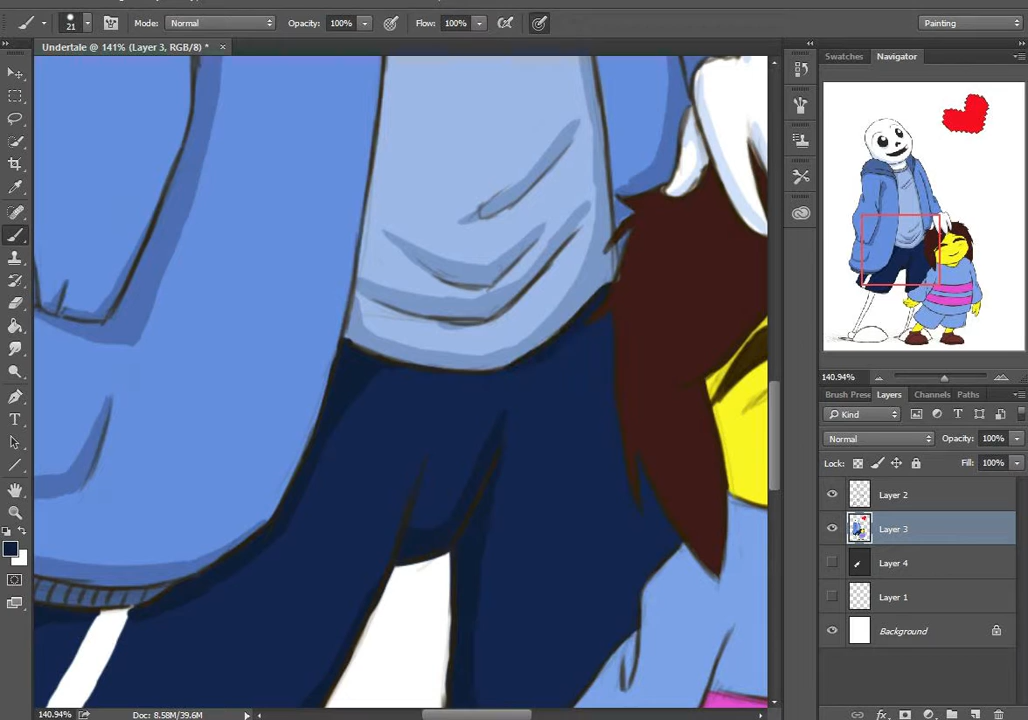 21 Mode: Normal Opacity: 100% Flow: 100% Painting
Undertale @ 141% (Layer 3, RGB/8) * ×
Swatches Navigator
140.94%
Brush Prese Layers Channels Paths
Kind
Normal Opacity: 100%
Lock: Fill: 100%
Layer 2
Layer 3
Layer 4
Layer 1
Background
140.94% Doc: 8.58M/39.6M